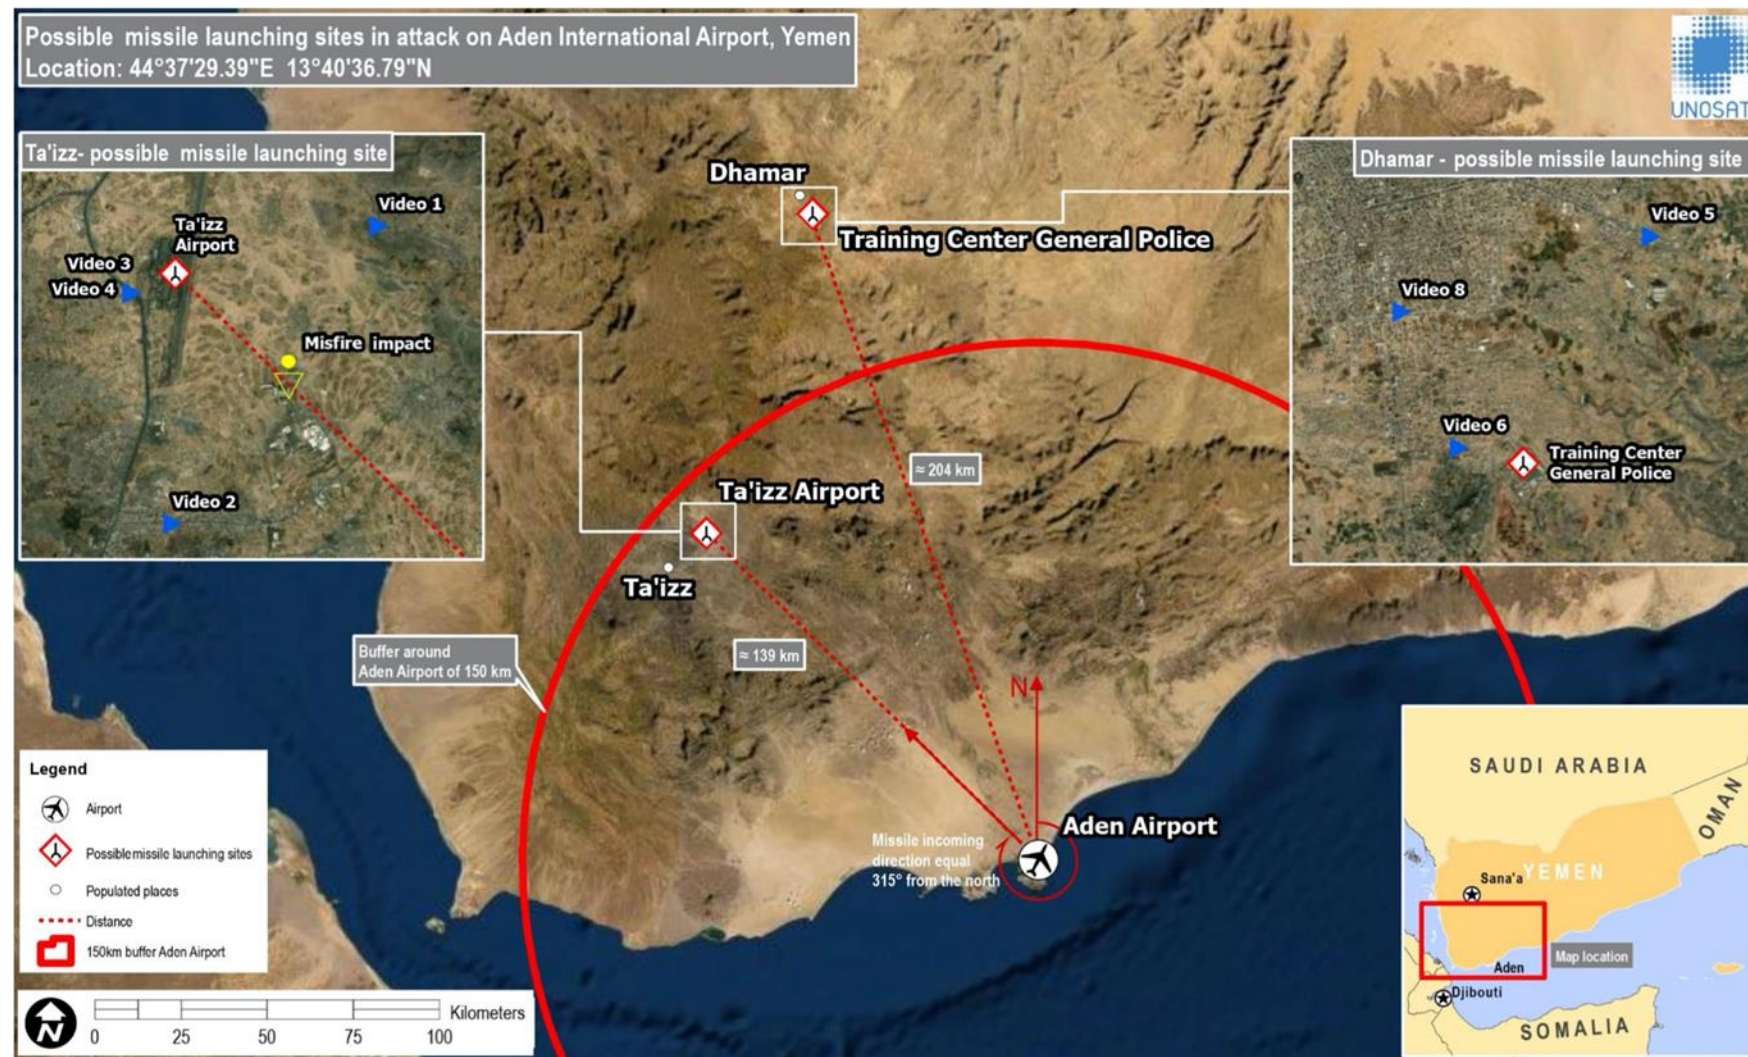 Possible missile launching sites in attack on Aden International Airport, Yemen
Location: 44°37'29.39"E 13°40'36.79"N
UNOSAT
Ta'izz- possible missile launching site
Video 1
Ta'izz
Airport
Video 3
Video 4
Misfire impact
Video 2
Dhamar
Training Center General Police
Dhamar - possible missile launching site
Video 5
Video 8
Video 6
Training Center
General Police
≈ 204 km
Ta'izz Airport
Ta'izz
≈ 139 km
Buffer around
Aden Airport of 150 km
N
Aden Airport
Missile incoming
direction equal
315° from the north
Legend
Airport
Possible missile launching sites
Populated places
Distance
150km buffer Aden Airport
N
0 25 50 75 100
Kilometers
SAUDI ARABIA
OMAN
YEMEN
Sana'a
Map location
Aden
Djibouti
SOMALIA